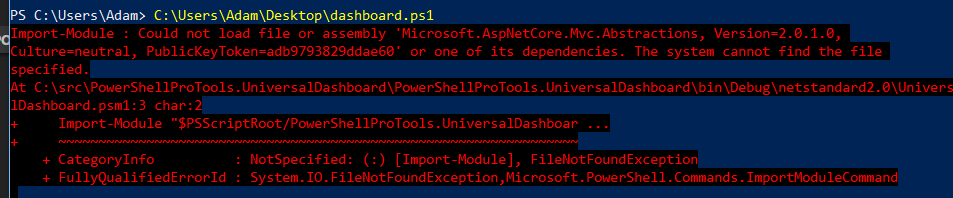 PS C:\Users\Adam> C:\Users\Adam\Desktop\dashboard.ps1
Import-Module : Could not load file or assembly 'Microsoft.AspNetCore.Mvc.Abstractions, Version=2.0.1.0,
Culture=neutral, PublicKeyToken=adb9793829ddae60' or one of its dependencies. The system cannot find the file
specified.
At C:\src\PowerShellProTools.UniversalDashboard\PowerShellProTools.UniversalDashboard\bin\Debug\netstandard2.0\Univers
lDashboard.psm1:3 char:2
+     Import-Module "$PSScriptRoot/PowerShellProTools.UniversalDashboar ...
+     ~~~~~~~~~~~~~~~~~~~~~~~~~~~~~~~~~~~~~~~~~~~~~~~~~~~~~~~~~~~~~~~~~
    + CategoryInfo          : NotSpecified: (:) [Import-Module], FileNotFoundException
    + FullyQualifiedErrorId : System.IO.FileNotFoundException,Microsoft.PowerShell.Commands.ImportModuleCommand